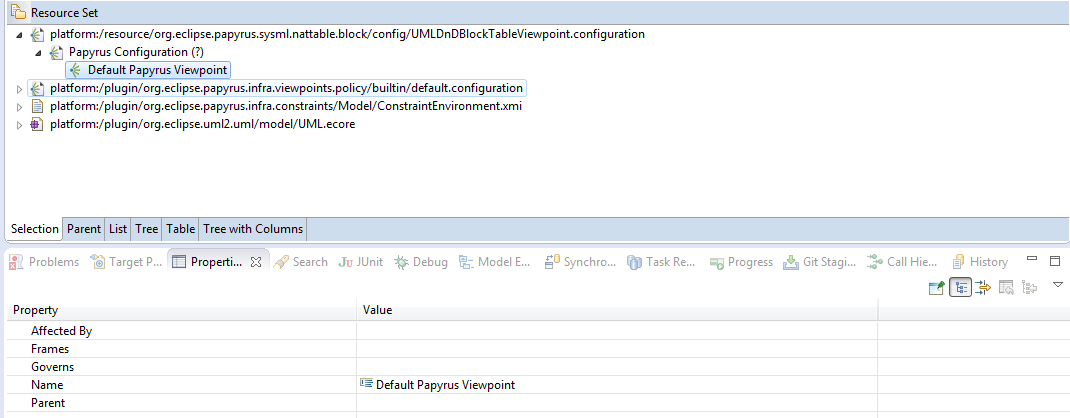 Resource Set
platform:/resource/org.eclipse.papyrus.sysml.nattable.block/config/UMLDnDBlockTableViewpoint.configuration
Papyrus Configuration (?)
Default Papyrus Viewpoint
platform:/plugin/org.eclipse.papyrus.infra.viewpoints.policy/builtin/default.configuration
platform:/plugin/org.eclipse.papyrus.infra.constraints/Model/ConstraintEnvironment.xmi
platform:/plugin/org.eclipse.uml2.uml/model/UML.ecore
Selection Parent List Tree Table Tree with Columns
Problems Target P... Properti... Search JU JUnit Debug Model E... Synchro... Task Re... Progress Git Stagi... Call Hie... History
Property Value
Affected By
Frames
Governs
Name Default Papyrus Viewpoint
Parent